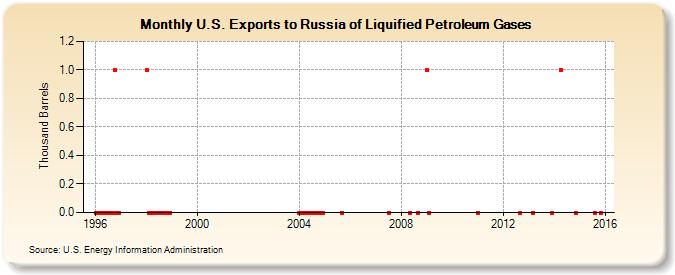 Monthly U.S. Exports to Russia of Liquified Petroleum Gases
Thousand Barrels
1.2
1.0
0.8
0.6
0.4
0.2
0.0
1996 2000 2004 2008 2012 2016
Source: U.S. Energy Information Administration